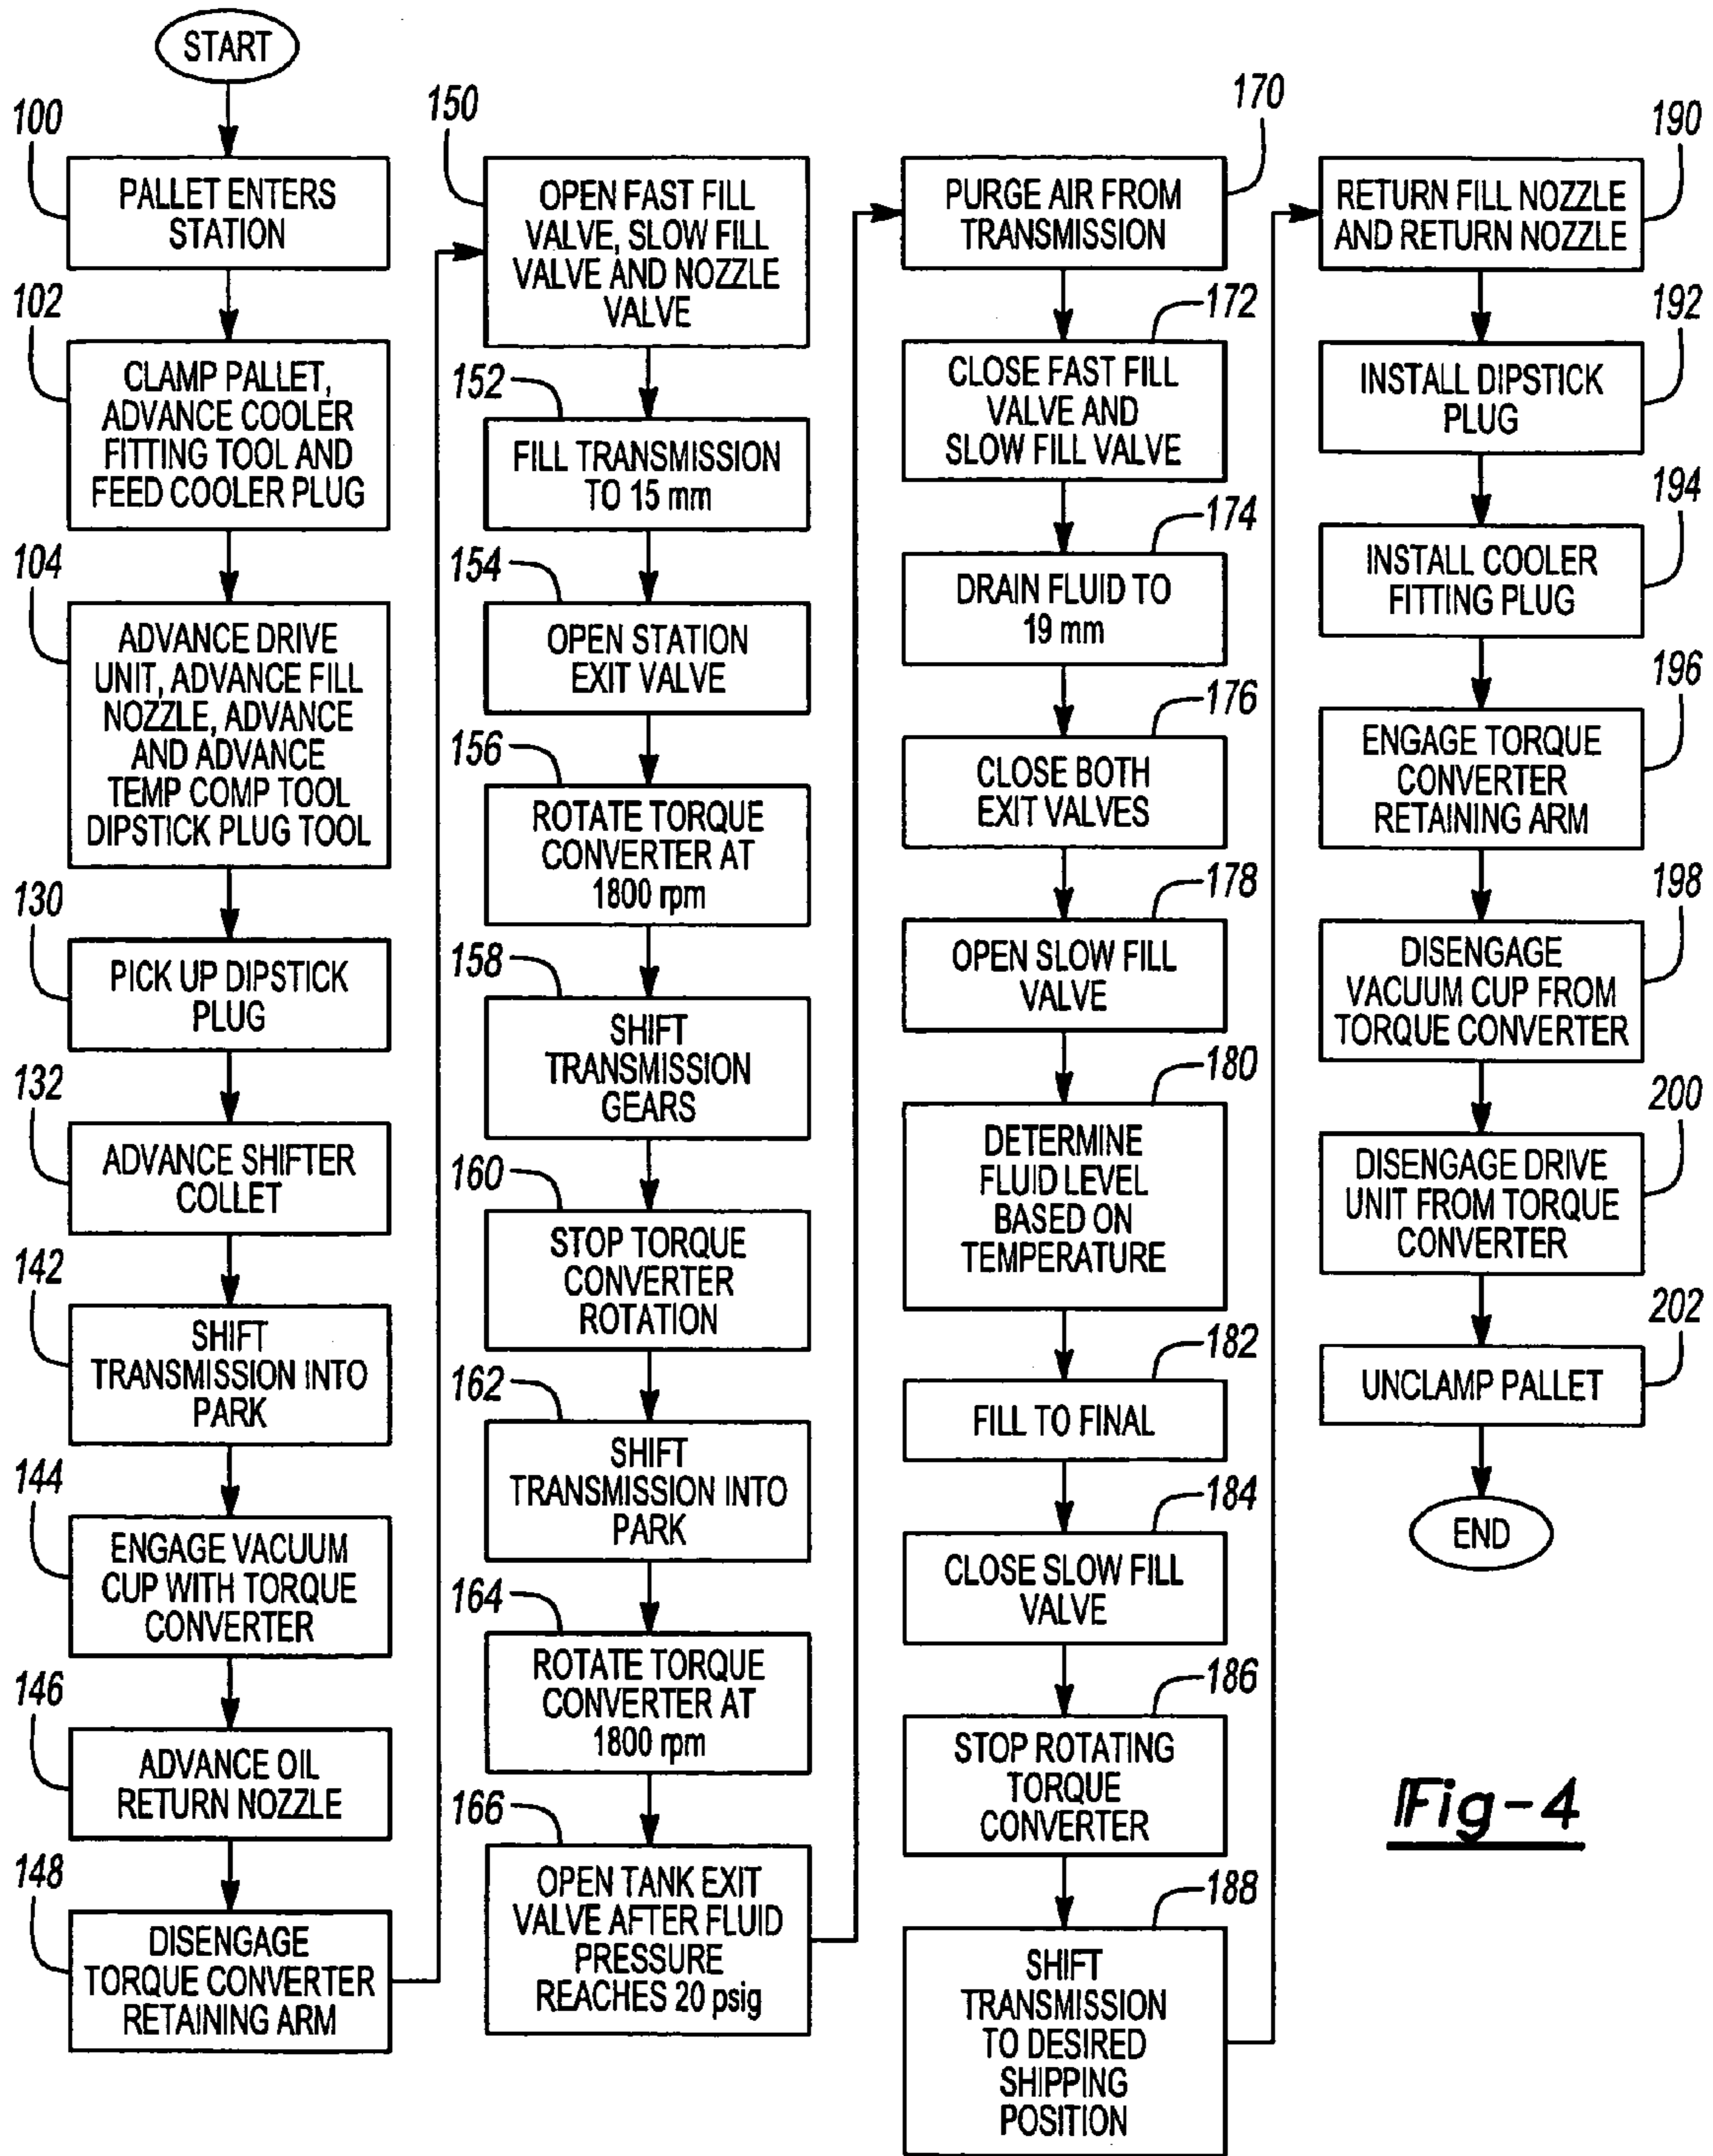 START
100
PALLET ENTERS
STATION
102
CLAMP PALLET,
ADVANCE COOLER
FITTING TOOL AND
FEED COOLER PLUG
104
ADVANCE DRIVE
UNIT, ADVANCE FILL
NOZZLE, ADVANCE
AND ADVANCE
TEMP COMP TOOL
DIPSTICK PLUG TOOL
130
PICK UP DIPSTICK
PLUG
132
ADVANCE SHIFTER
COLLET
142
SHIFT
TRANSMISSION INTO
PARK
144
ENGAGE VACUUM
CUP WITH TORQUE
CONVERTER
146
ADVANCE OIL
RETURN NOZZLE
148
DISENGAGE
TORQUE CONVERTER
RETAINING ARM
150
OPEN FAST FILL
VALVE, SLOW FILL
VALVE AND NOZZLE
VALVE
152
FILL TRANSMISSION
TO 15 mm
154
OPEN STATION
EXIT VALVE
156
ROTATE TORQUE
CONVERTER AT
1800 rpm
158
SHIFT
TRANSMISSION
GEARS
160
STOP TORQUE
CONVERTER
ROTATION
162
SHIFT
TRANSMISSION INTO
PARK
164
ROTATE TORQUE
CONVERTER AT
1800 rpm
166
OPEN TANK EXIT
VALVE AFTER FLUID
PRESSURE
REACHES 20 psig
170
PURGE AIR FROM
TRANSMISSION
172
CLOSE FAST FILL
VALVE AND
SLOW FILL VALVE
174
DRAIN FLUID TO
19 mm
176
CLOSE BOTH
EXIT VALVES
178
OPEN SLOW FILL
VALVE
180
DETERMINE
FLUID LEVEL
BASED ON
TEMPERATURE
182
FILL TO FINAL
184
CLOSE SLOW FILL
VALVE
186
STOP ROTATING
TORQUE
CONVERTER
188
SHIFT
TRANSMISSION
TO DESIRED
SHIPPING
POSITION
190
RETURN FILL NOZZLE
AND RETURN NOZZLE
192
INSTALL DIPSTICK
PLUG
194
INSTALL COOLER
FITTING PLUG
196
ENGAGE TORQUE
CONVERTER
RETAINING ARM
198
DISENGAGE
VACUUM CUP FROM
TORQUE CONVERTER
200
DISENGAGE DRIVE
UNIT FROM TORQUE
CONVERTER
202
UNCLAMP PALLET
END
Fig-4